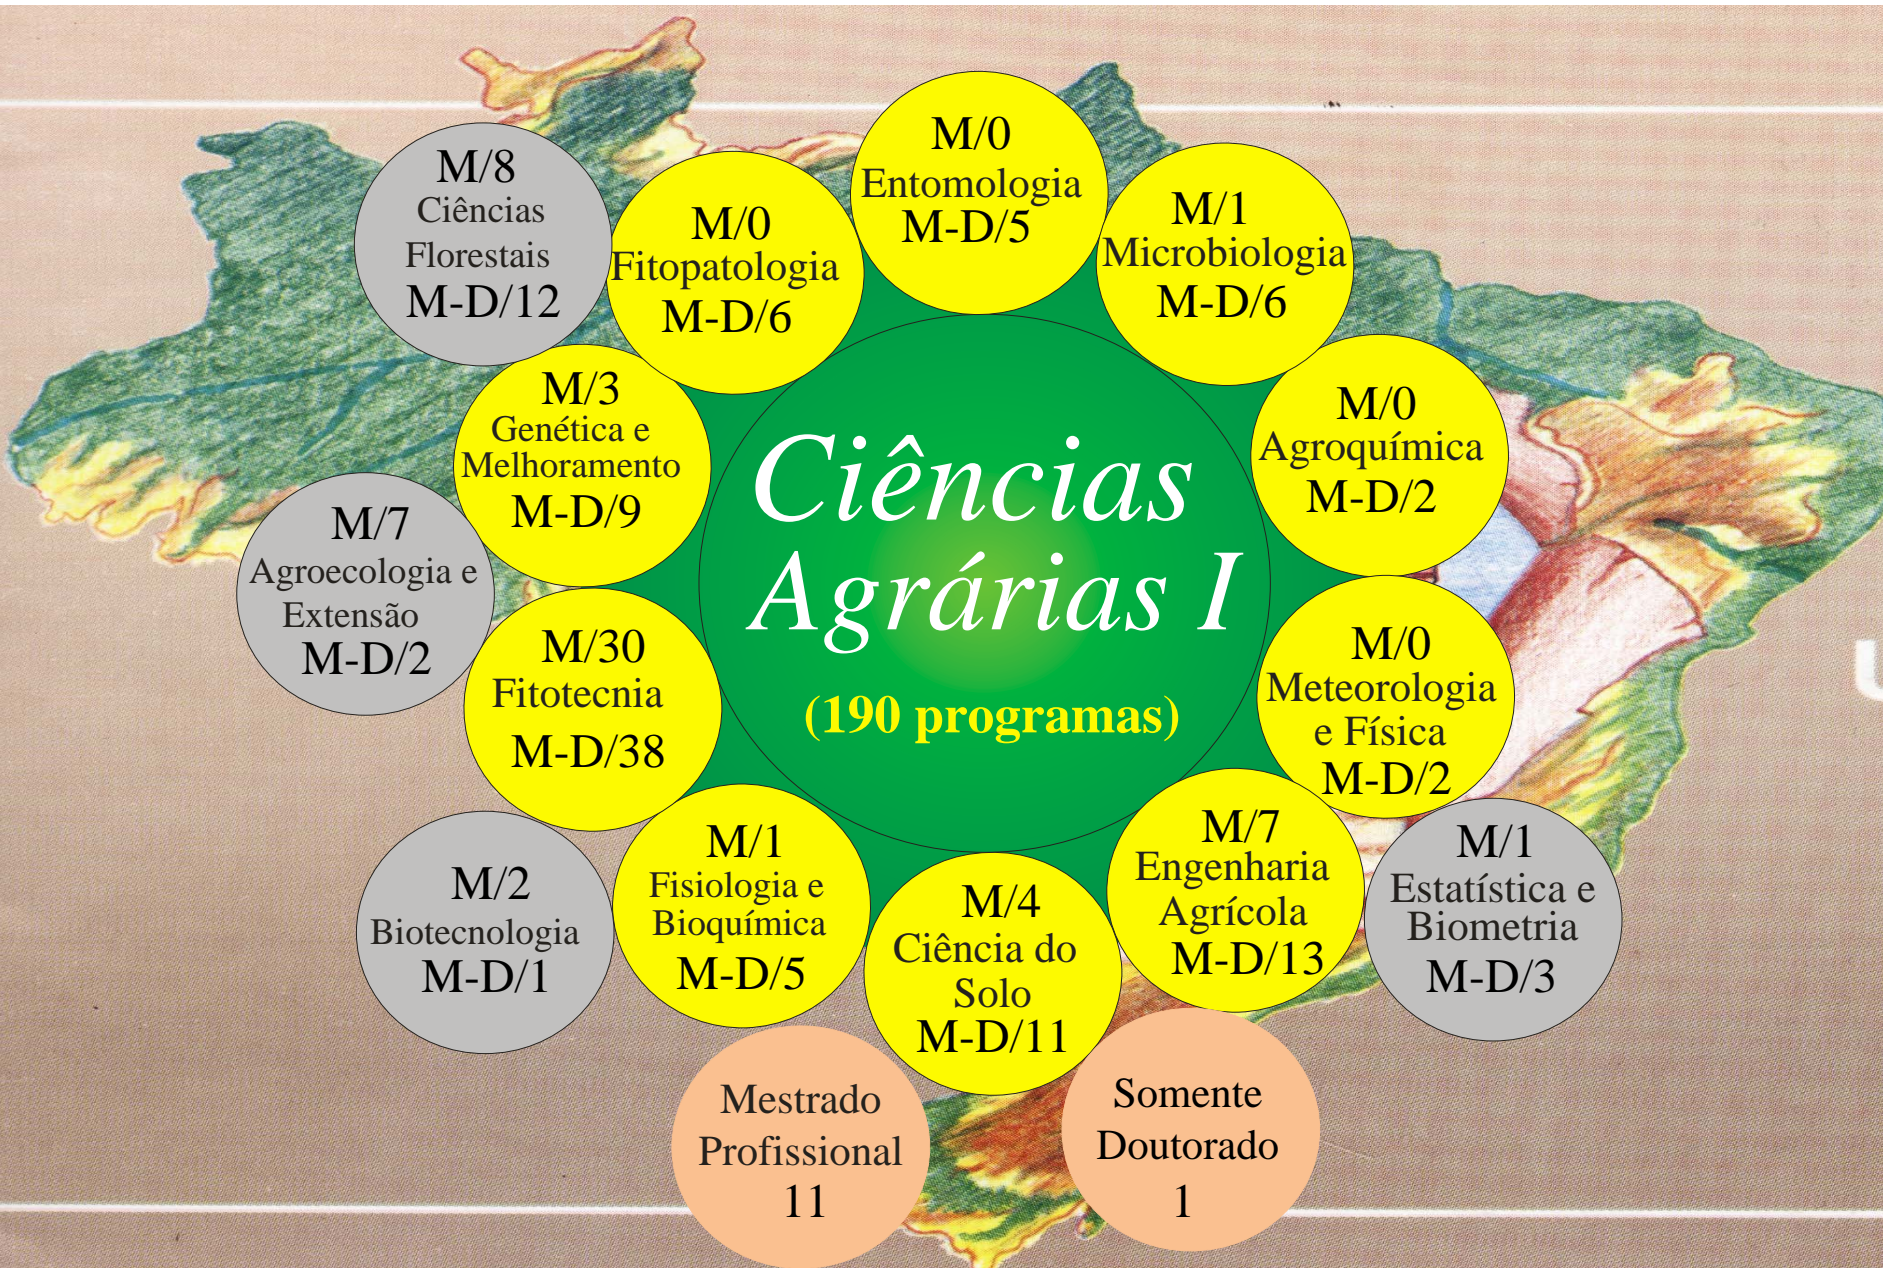 M/0
Entomologia
M-D/5
M/8
Ciências
Florestais
M-D/12
M/0
Fitopatologia
M-D/6
M/1
Microbiologia
M-D/6
M/3
Genética e
Melhoramento
M-D/9
M/0
Agroquímica
M-D/2
Ciências
Agrárias I
(190 programas)
M/7
Agroecologia e
Extensão
M-D/2
M/30
Fitotecnia
M-D/38
M/0
Meteorologia
e Física
M-D/2
M/2
Biotecnologia
M-D/1
M/1
Fisiologia e
Bioquímica
M-D/5
M/4
Ciência do
Solo
M-D/11
M/7
Engenharia
Agrícola
M-D/13
M/1
Estatística e
Biometria
M-D/3
Mestrado
Profissional
11
Somente
Doutorado
1